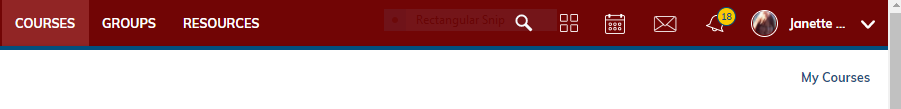 COURSES GROUPS RESOURCES Rectangular Snip 18 Janette ...
My Courses